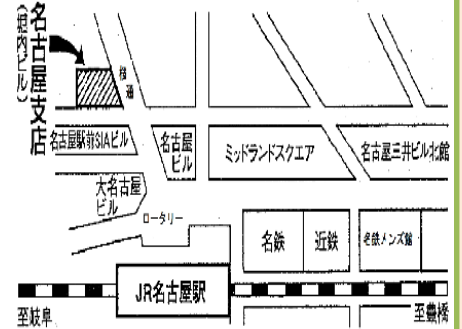 名古屋支店
(堀内ビル)
桜通
名古屋駅前SIAビル
名古屋
ビル
ミッドランドスクエア
名古屋三井ビル北館
大名古屋
ビル
ロータリー
名鉄
近鉄
名鉄メンズ館
JR名古屋駅
至岐阜
至豊橋